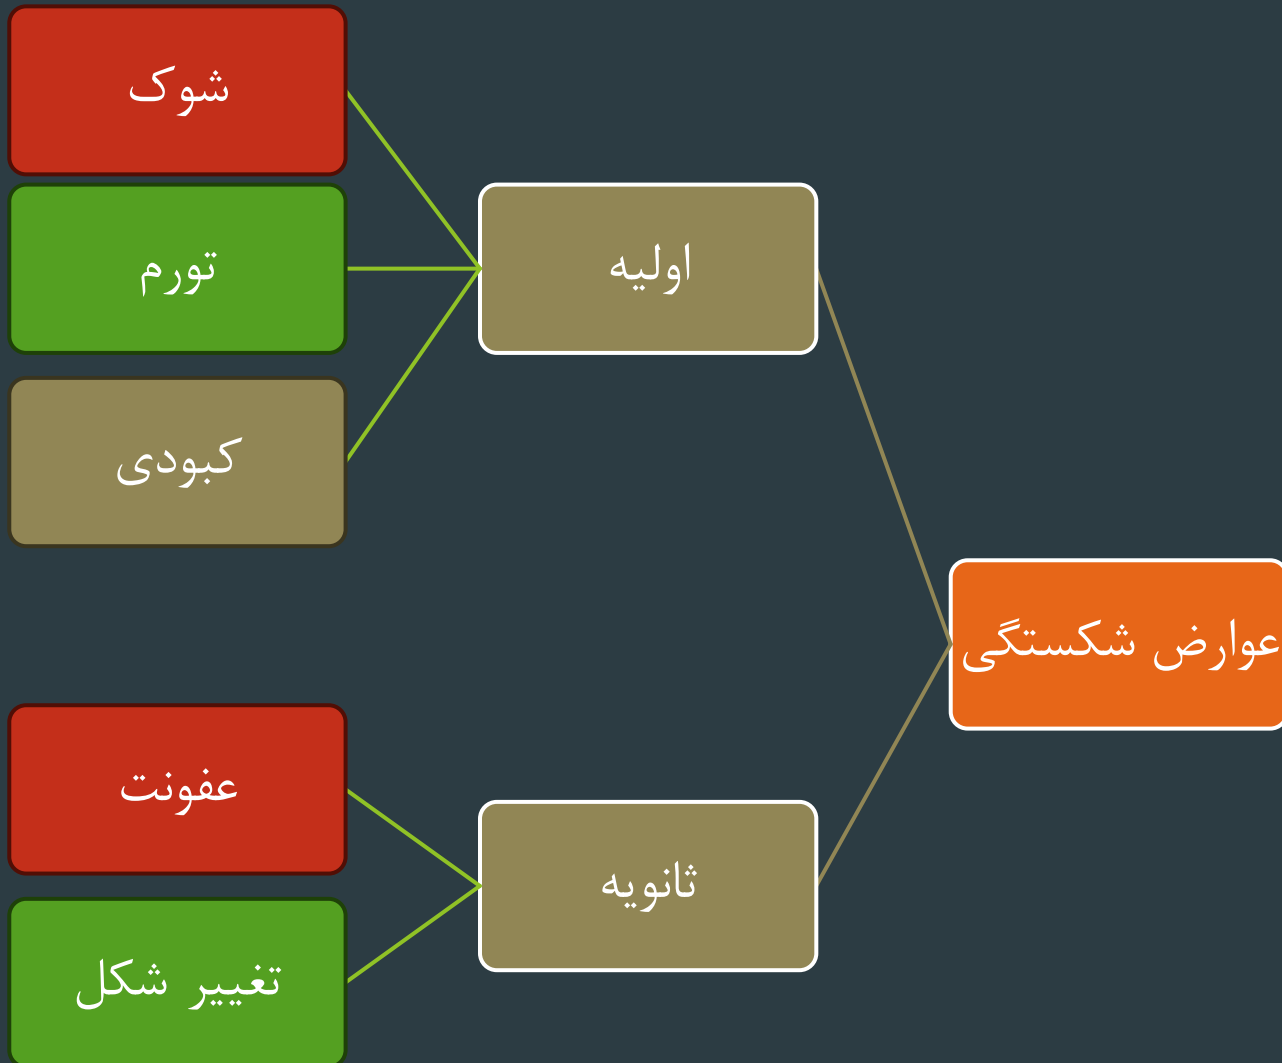 عوارض شکستگی
اولیه
شوک
تورم
کبودی
ثانویه
عفونت
تغییر شکل